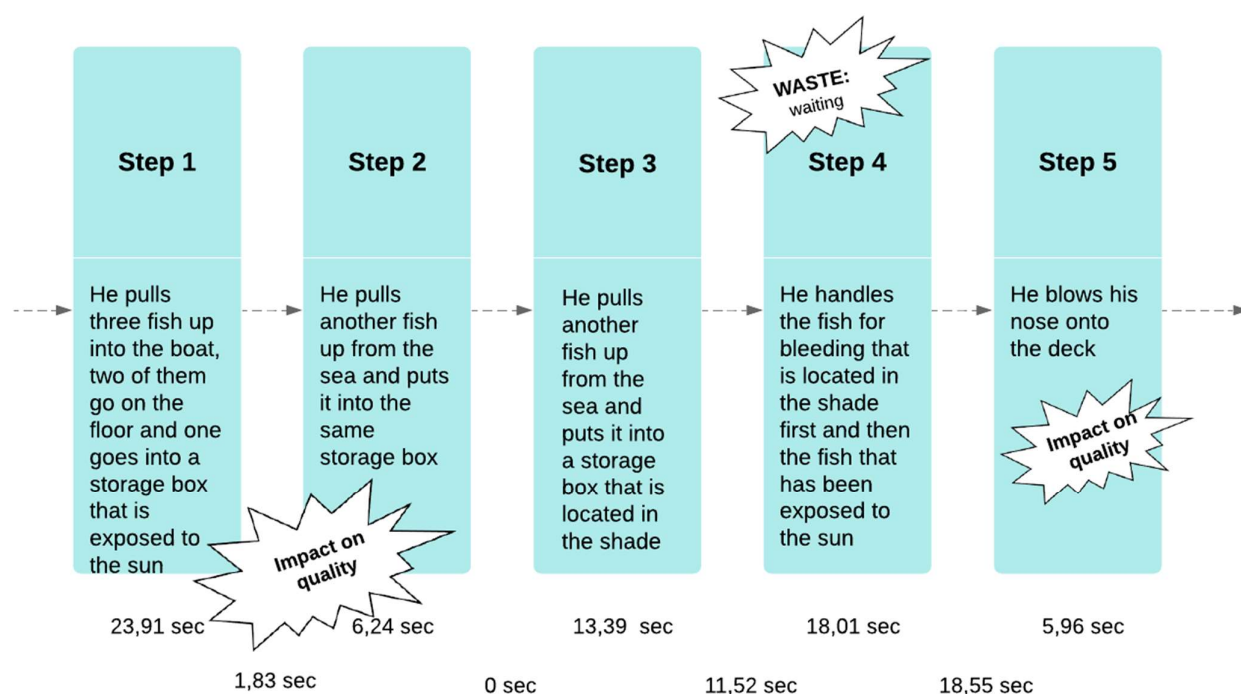 WASTE:
waiting
Step 1
Step 2
Step 3
Step 4
Step 5
He pulls
three fish up
into the boat,
two of them
go on the
floor and one
goes into a
storage box
that is
exposed to
the sun
He pulls
another fish
up from the
sea and puts
it into the
same
storage box
Impact on
quality
He pulls
another
fish up
from the
sea and
puts it into
a storage
box that is
located in
the shade
He handles
the fish for
bleeding that
is located in
the shade
first and then
the fish that
has been
exposed to
the sun
He blows his
nose onto
the deck
Impact on
quality
23,91 sec
6,24 sec
13,39 sec
18,01 sec
5,96 sec
1,83 sec
0 sec
11,52 sec
18,55 sec